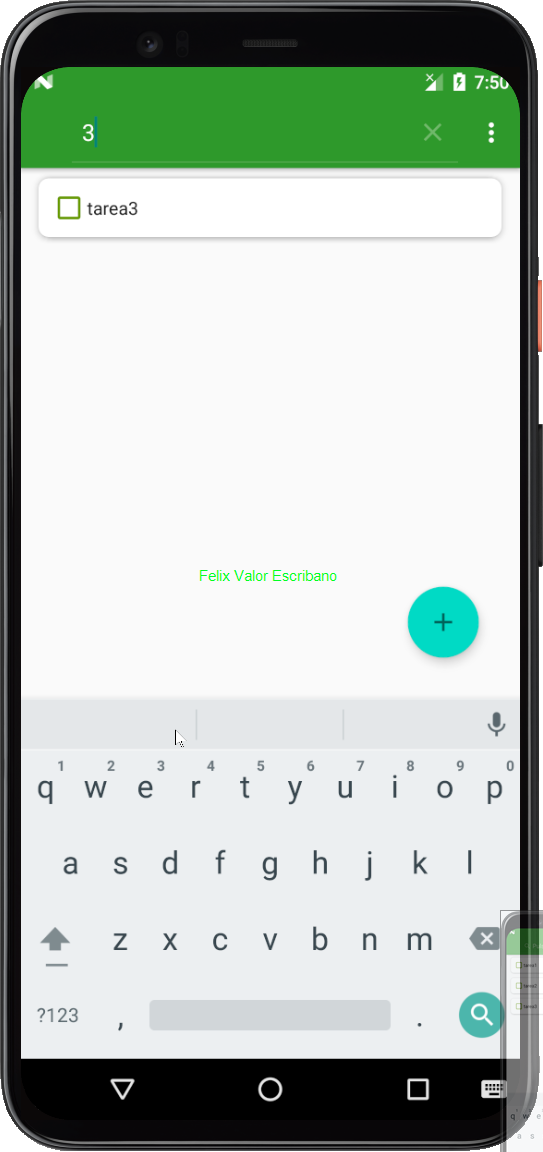 7:50
3
tarea3
Felix Valor Escribano
1 2 3 4 5 6 7 8 9 0
q w e r t y u i o p
a s d f g h j k l
z x c v b n m
?123 , .